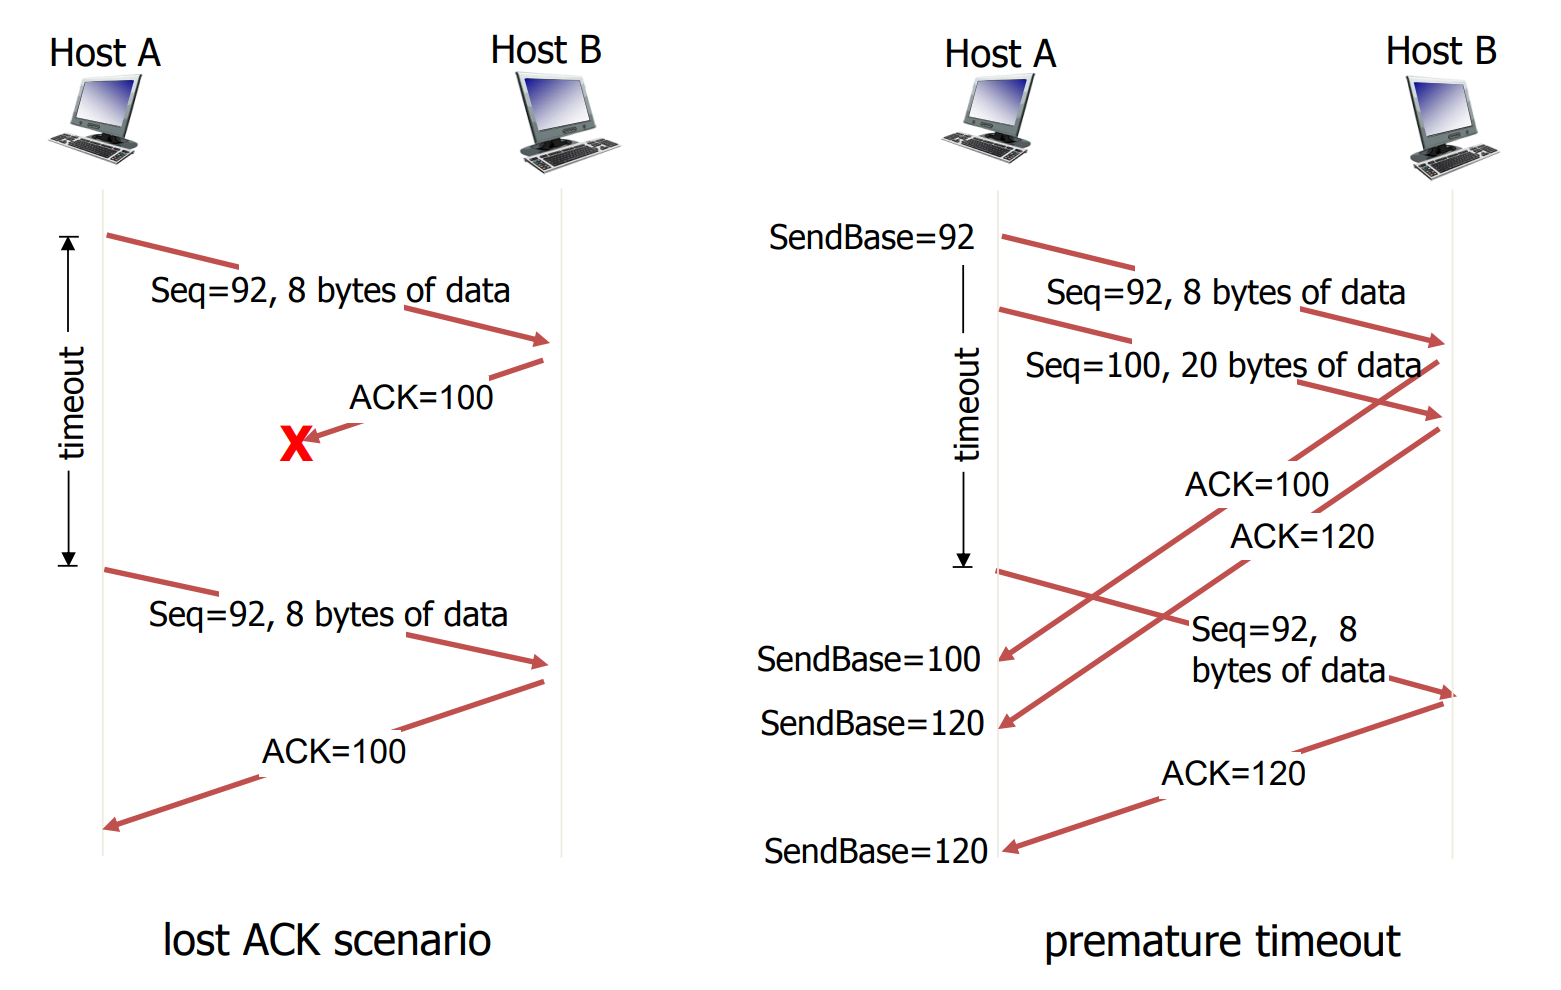 Host A
Host B
Seq=92, 8 bytes of data
ACK=100
X
timeout
Seq=92, 8 bytes of data
ACK=100
lost ACK scenario
Host A
Host B
SendBase=92
Seq=92, 8 bytes of data
Seq=100, 20 bytes of data
timeout
ACK=100
ACK=120
Seq=92, 8
bytes of data
SendBase=100
SendBase=120
ACK=120
SendBase=120
premature timeout